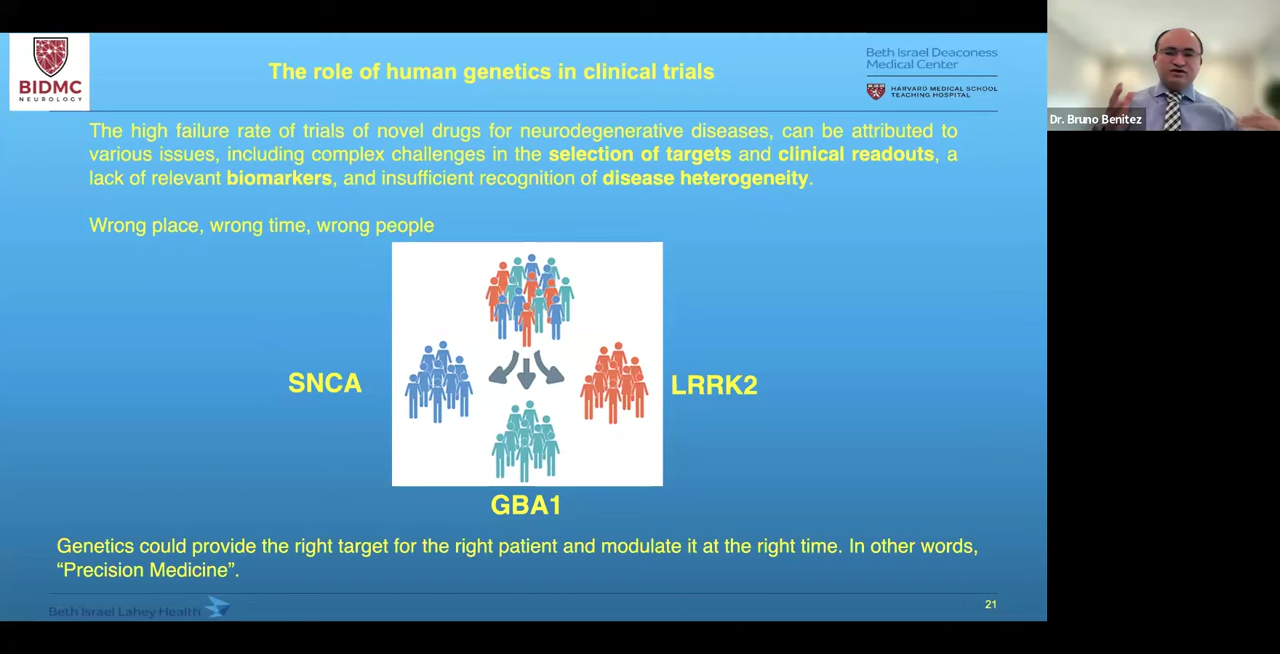 BIDMC
NEUROLOGY
The role of human genetics in clinical trials
Beth Israel Deaconess
Medical Center
HARVARD MEDICAL SCHOOL
TEACHING HOSPITAL
Dr. Bruno Benitez
The high failure rate of trials of novel drugs for neurodegenerative diseases, can be attributed to
various issues, including complex challenges in the selection of targets and clinical readouts, a
lack of relevant biomarkers, and insufficient recognition of disease heterogeneity.
Wrong place, wrong time, wrong people
SNCA
LRRK2
GBA1
Genetics could provide the right target for the right patient and modulate it at the right time. In other words,
“Precision Medicine”.
Beth Israel Lahey Health
21